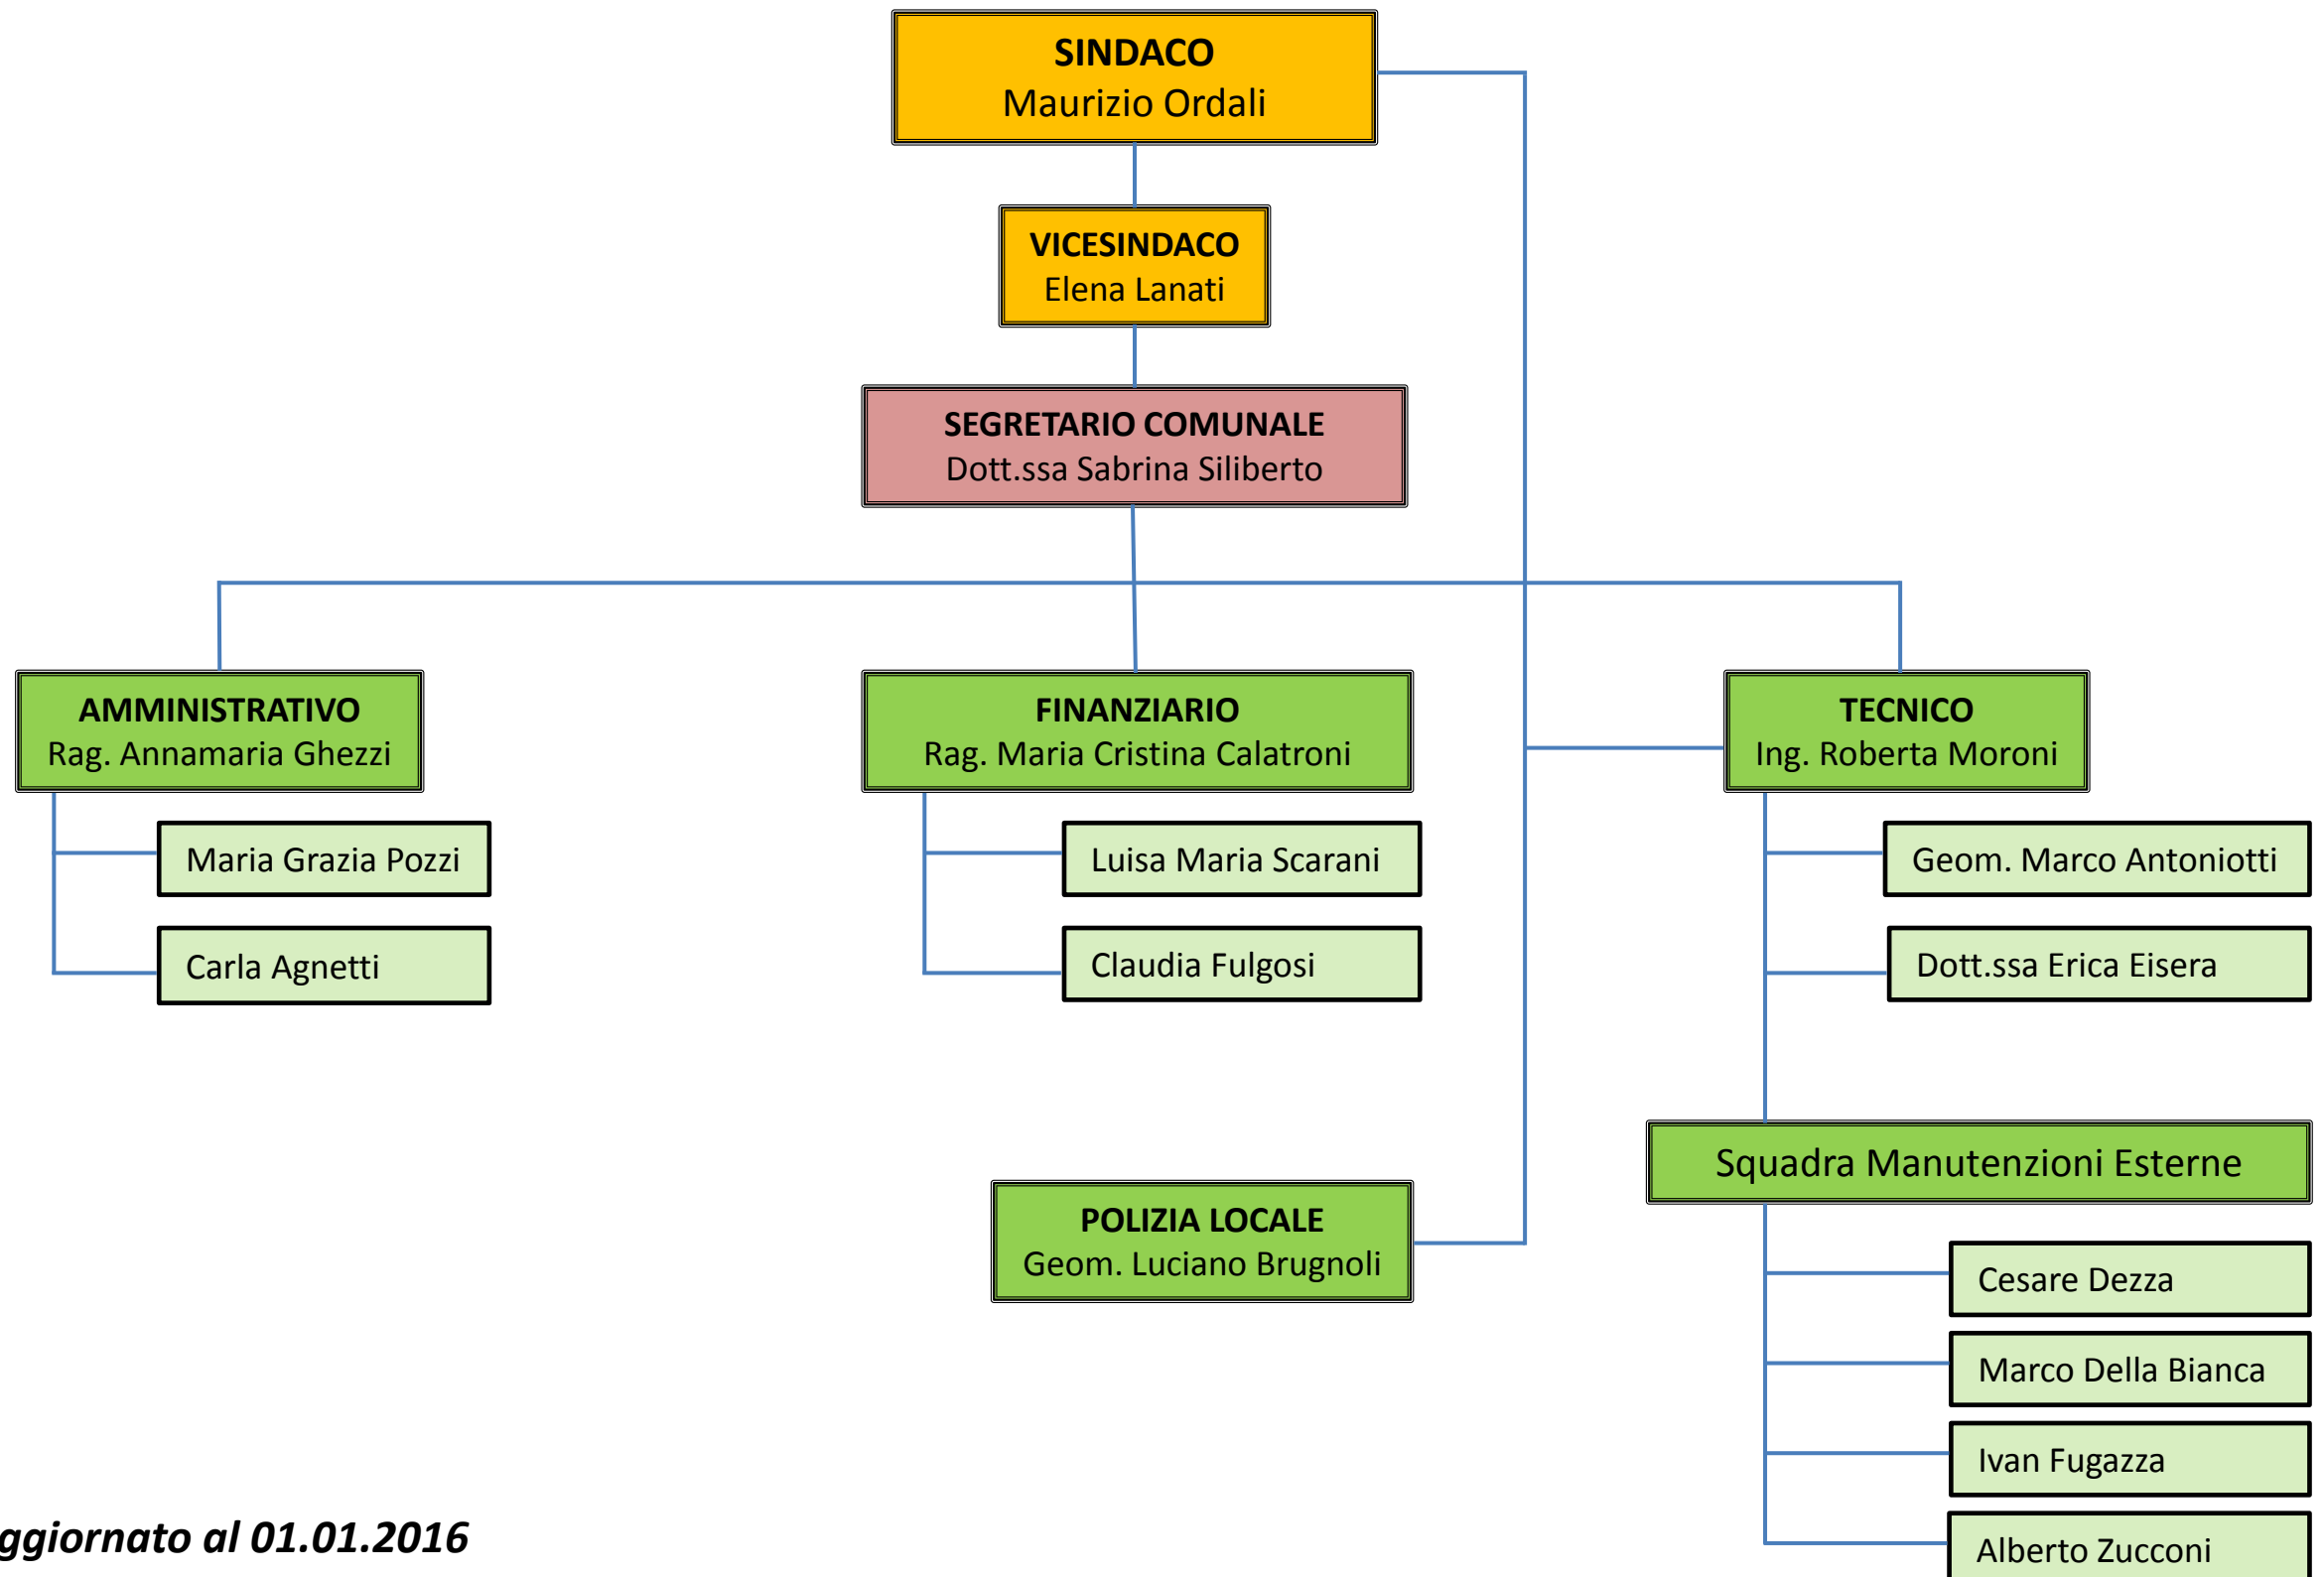 SINDACO
Maurizio Ordali
VICESINDACO
Elena Lanati
SEGRETARIO COMUNALE
Dott.ssa Sabrina Siliberto
AMMINISTRATIVO
Rag. Annamaria Ghezzi
Maria Grazia Pozzi
Carla Agnetti
FINANZIARIO
Rag. Maria Cristina Calatroni
Luisa Maria Scarani
Claudia Fulgosi
TECNICO
Ing. Roberta Moroni
Geom. Marco Antoniotti
Dott.ssa Erica Eisera
Squadra Manutenzioni Esterne
Cesare Dezza
Marco Della Bianca
Ivan Fugazza
Alberto Zucconi
POLIZIA LOCALE
Geom. Luciano Brugnoli
ggiornato al 01.01.2016